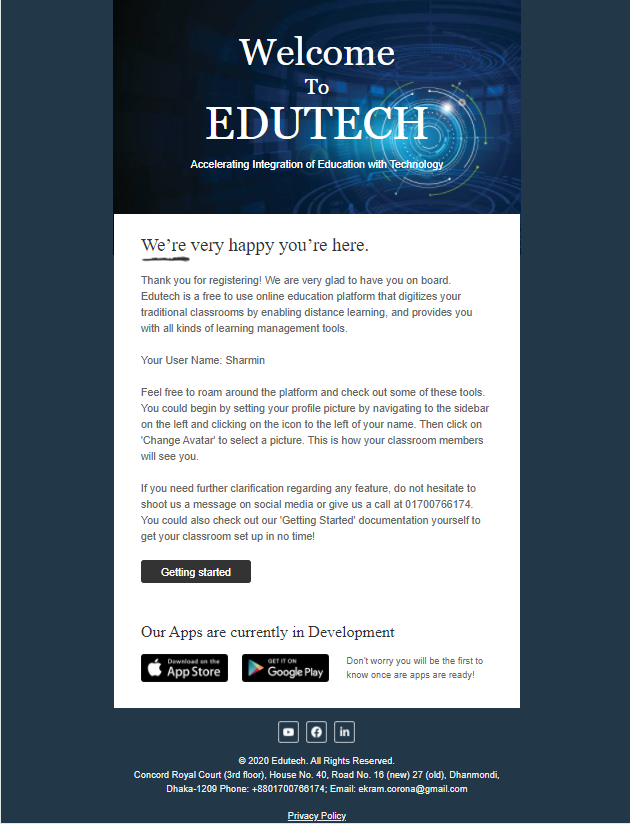 Welcome
To
EDUTECH
Accelerating Integration of Education with Technology
We're very happy you're here.
Thank you for registering! We are very glad to have you on board.
Edutech is a free to use online education platform that digitizes your
traditional classrooms by enabling distance learning, and provides you
with all kinds of learning management tools.
Your User Name: Sharmin
Feel free to roam around the platform and check out some of these tools.
You could begin by setting your profile picture by navigating to the sidebar
on the left and clicking on the icon to the left of your name. Then click on
'Change Avatar' to select a picture. This is how your classroom members
will see you.
If you need further clarification regarding any feature, do not hesitate to
shoot us a message on social media or give us a call at 01700766174.
You could also check out our 'Getting Started' documentation yourself to
get your classroom set up in no time!
Getting started
Our Apps are currently in Development
Download on the
App Store
GET IT ON
Google Play
Don't worry you will be the first to
know once are apps are ready!
© 2020 Edutech. All Rights Reserved.
Concord Royal Court (3rd floor), House No. 40, Road No. 16 (new) 27 (old), Dhanmondi,
Dhaka-1209 Phone: +8801700766174; Email: ekram.corona@gmail.com
Privacy Policy